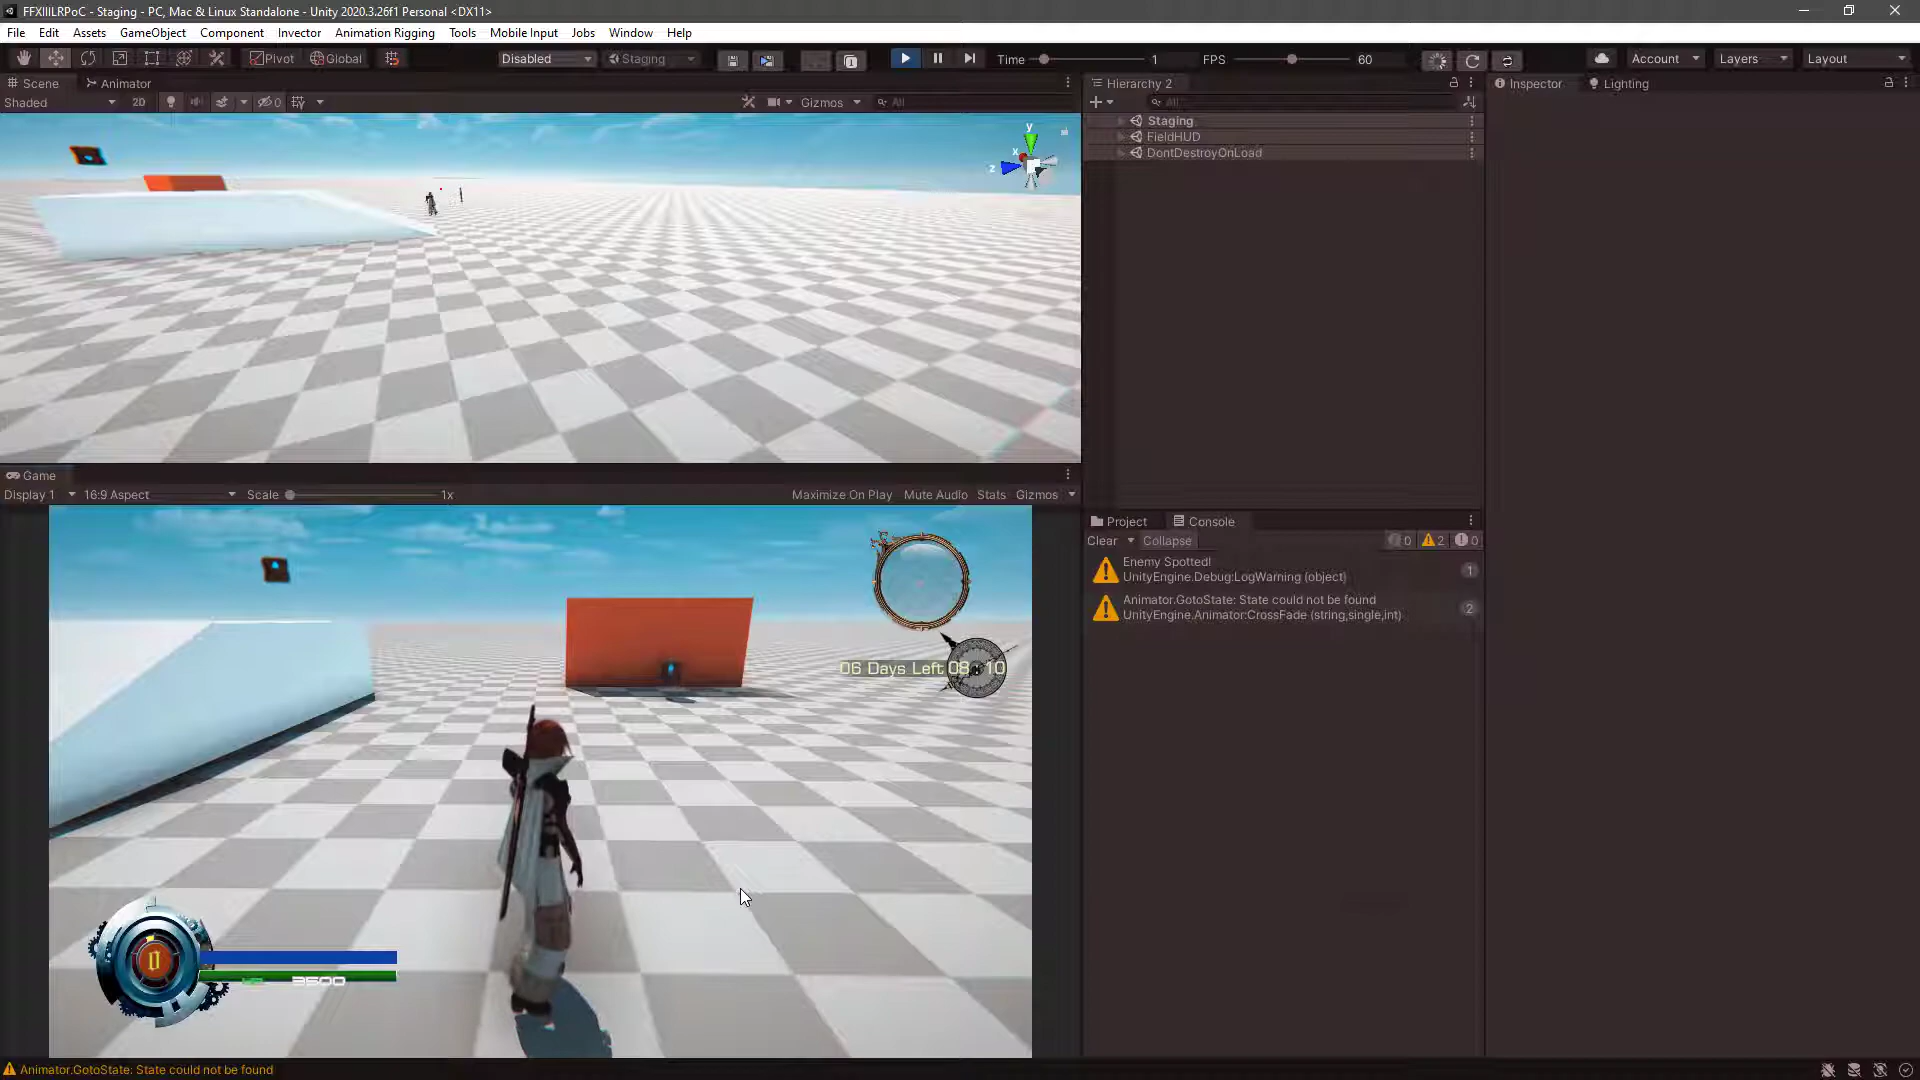 FFXIIILRPoC - Staging - PC, Mac & Linux Standalone - Unity 2020.3.26f1 Personal <DX11>
File Edit Assets GameObject Component Invector Animation Rigging Tools Mobile Input Jobs Window Help
Pivot Global Disabled Staging Time 1 FPS 60 Account Layers Layout
Scene Animator
Shaded 2D 0 Gizmos All
y
x
z
Hierarchy 2
All
Staging
FieldHUD
DontDestroyOnLoad
Inspector Lighting
Game
Display 1 16:9 Aspect Scale 1x Maximize On Play Mute Audio Stats Gizmos
06 Days Left 08 10
0
3500
Project Console
Clear Collapse 0 2 0
Enemy Spotted!
UnityEngine.Debug:LogWarning (object)
1
Animator.GotoState: State could not be found
UnityEngine.Animator:CrossFade (string,single,int)
2
Animator.GotoState: State could not be found